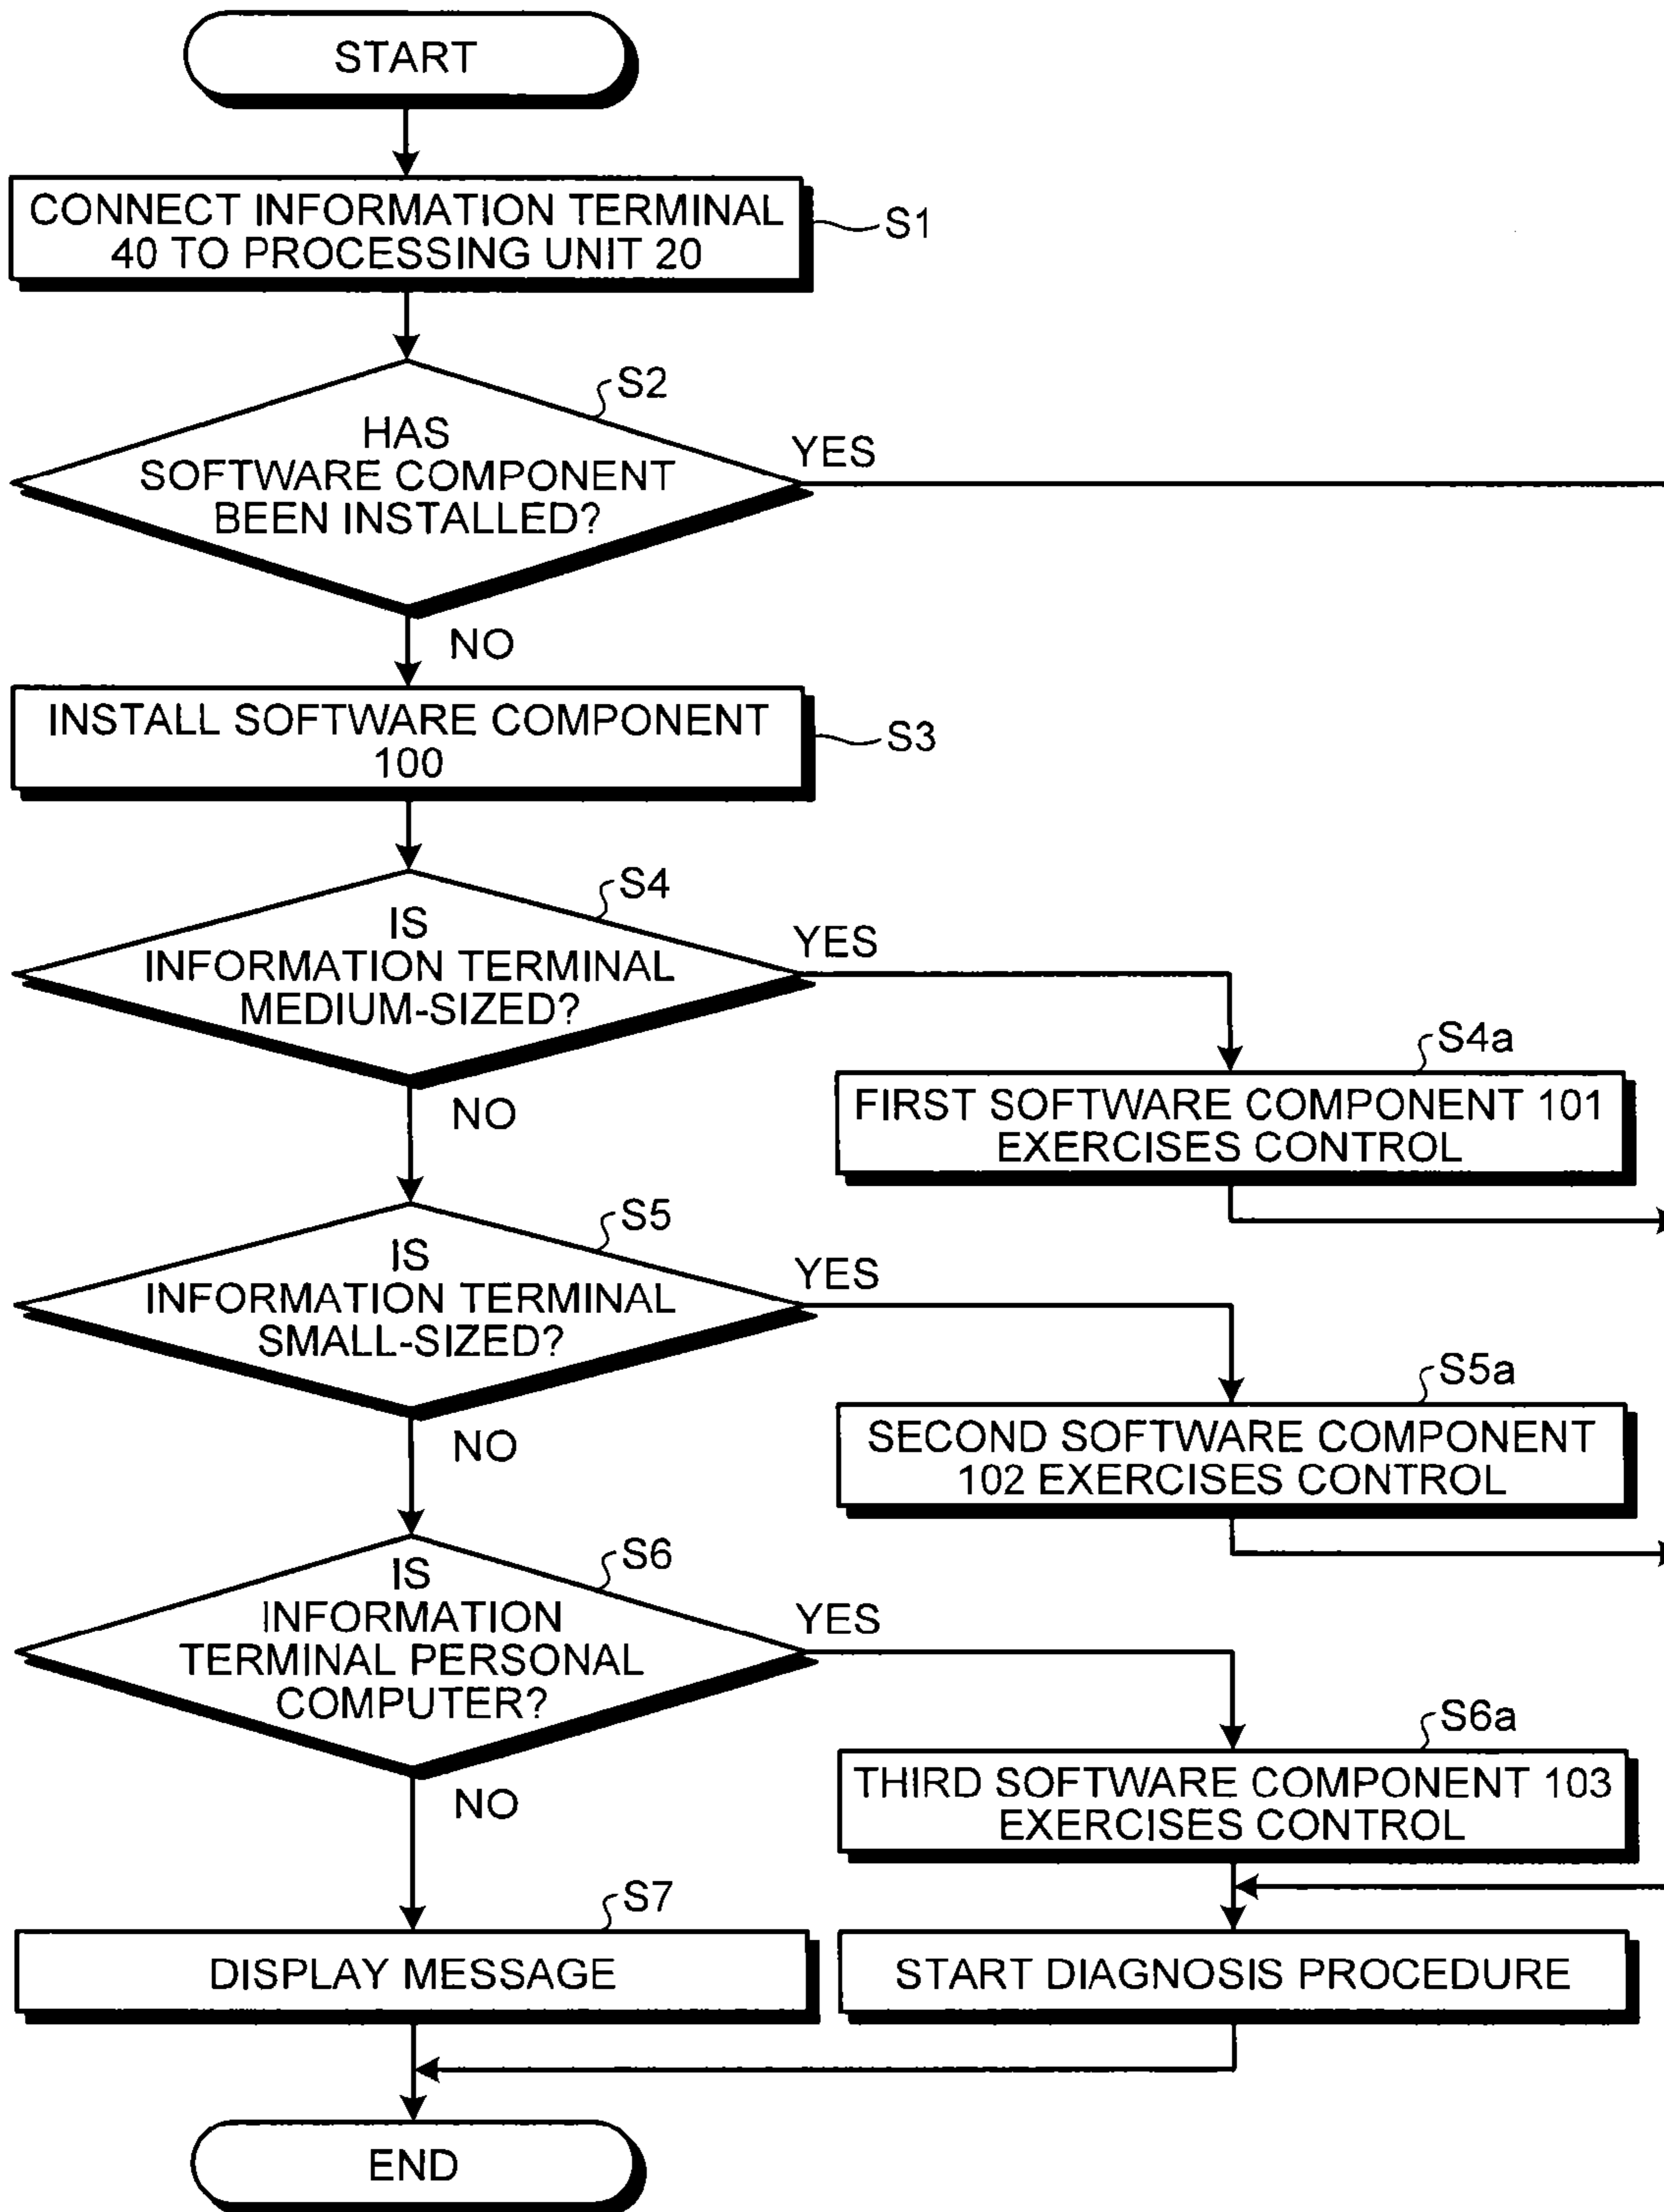 START
CONNECT INFORMATION TERMINAL
40 TO PROCESSING UNIT 20
S1
S2
HAS
SOFTWARE COMPONENT
BEEN INSTALLED?
YES
NO
INSTALL SOFTWARE COMPONENT
100
S3
S4
IS
INFORMATION TERMINAL
MEDIUM-SIZED?
YES
NO
S4a
FIRST SOFTWARE COMPONENT 101
EXERCISES CONTROL
S5
IS
INFORMATION TERMINAL
SMALL-SIZED?
YES
NO
S5a
SECOND SOFTWARE COMPONENT
102 EXERCISES CONTROL
S6
IS
INFORMATION
TERMINAL PERSONAL
COMPUTER?
YES
NO
S6a
THIRD SOFTWARE COMPONENT 103
EXERCISES CONTROL
S7
DISPLAY MESSAGE
START DIAGNOSIS PROCEDURE
END